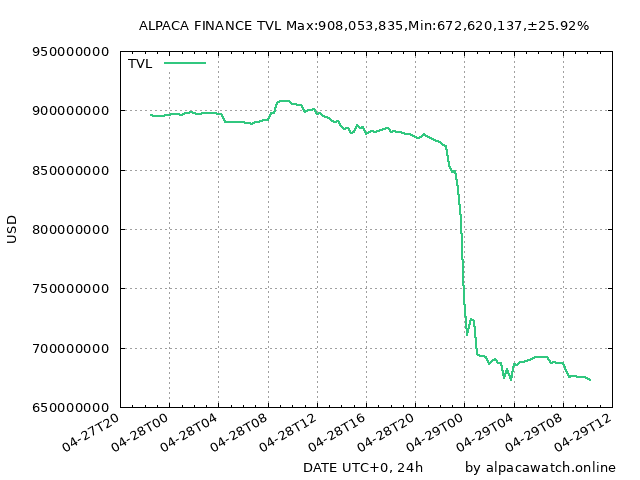 ALPACA FINANCE TVL Max:908,053,835,Min:672,620,137,±25.92%
TVL
950000000
900000000
850000000
800000000
750000000
700000000
650000000
USD
04-27T20
04-28T00
04-28T04
04-28T08
04-28T12
04-28T16
04-28T20
04-29T00
04-29T04
04-29T08
04-29T12
DATE UTC+0, 24h
by alpacawatch.online